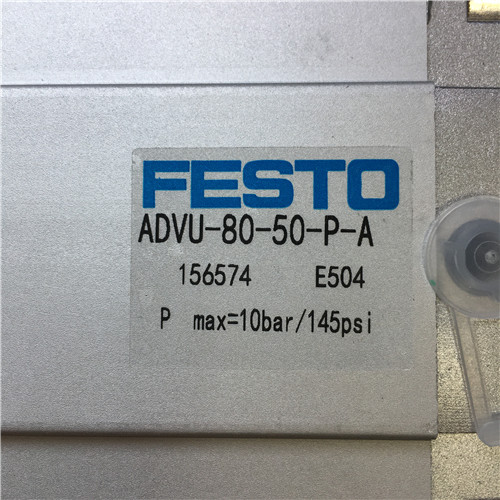 FESTO
ADVU-80-50-P-A
156574 E504
P max=10bar/145psi